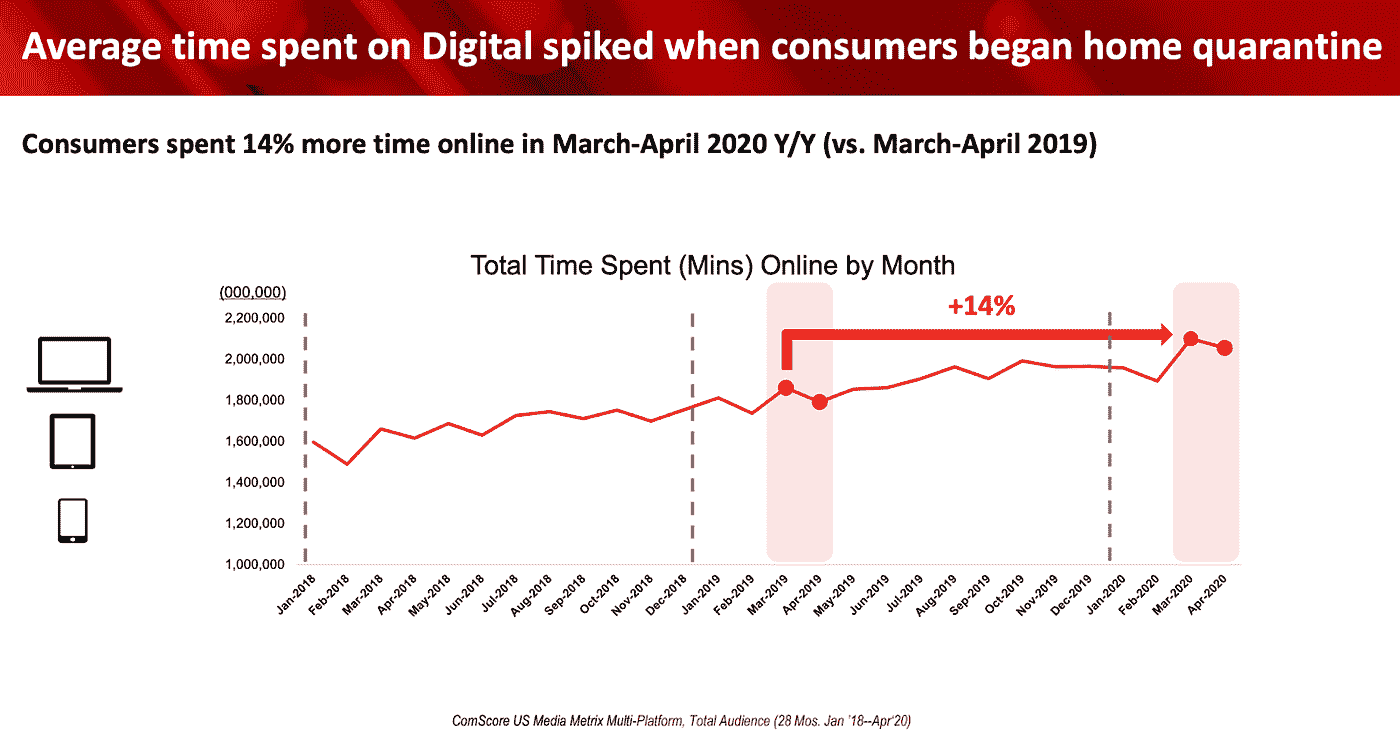 Average time spent on Digital spiked when consumers began home quarantine
Consumers spent 14% more time online in March-April 2020 Y/Y (vs. March-April 2019)
Total Time Spent (Mins) Online by Month
(000,000)
+14%
2,200,000
2,000,000
1,800,000
1,600,000
1,400,000
1,200,000
1,000,000
Jan-2018
Feb-2018
Mar-2018
Apr-2018
May-2018
Jun-2018
Jul-2018
Aug-2018
Sep-2018
Oct-2018
Nov-2018
Dec-2018
Jan-2019
Feb-2019
Mar-2019
Apr-2019
May-2019
Jun-2019
Jul-2019
Aug-2019
Sep-2019
Oct-2019
Nov-2019
Dec-2019
Jan-2020
Feb-2020
Mar-2020
Apr-2020
ComScore US Media Metrix Multi-Platform, Total Audience (28 Mos. Jan '18--Apr'20)